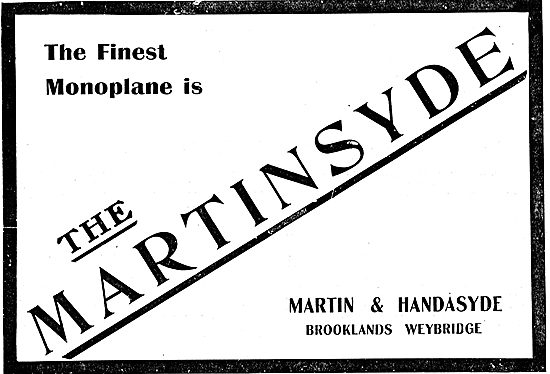 The Finest
Monoplane is
THE
MARTINSYDE
MARTIN & HANDASYDE
BROOKLANDS WEYBRIDGE